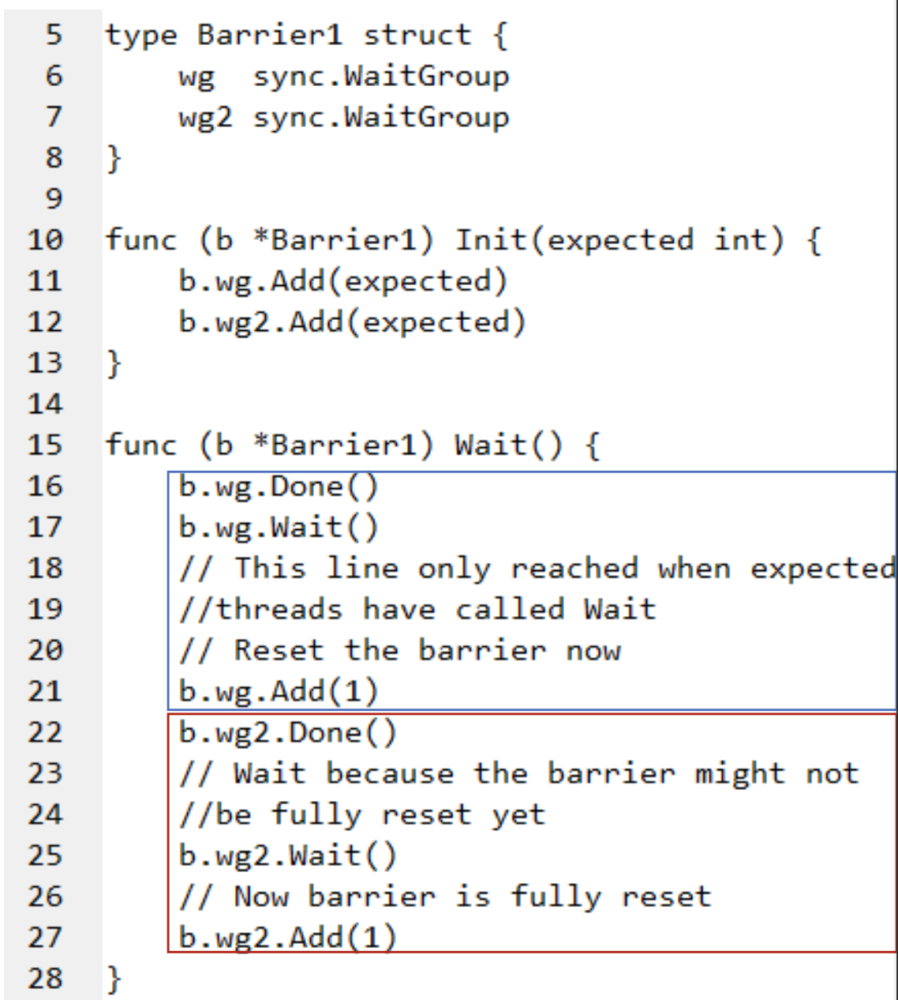 5 type Barrier1 struct {
6 wg sync.WaitGroup
7 wg2 sync.WaitGroup
8 }
9
10 func (b *Barrier1) Init(expected int) {
11 b.wg.Add(expected)
12 b.wg2.Add(expected)
13 }
14
15 func (b *Barrier1) Wait() {
16 b.wg.Done()
17 b.wg.Wait()
18 // This line only reached when expected
19 //threads have called Wait
20 // Reset the barrier now
21 b.wg.Add(1)
22 b.wg2.Done()
23 // Wait because the barrier might not
24 //be fully reset yet
25 b.wg2.Wait()
26 // Now barrier is fully reset
27 b.wg2.Add(1)
28 }